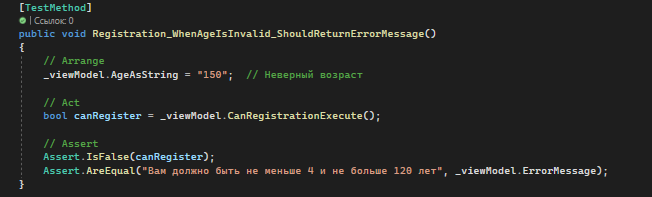 [TestMethod]
| Ссылок: 0
public void Registration_WhenAgeIsInvalid_ShouldReturnErrorMessage()
{
// Arrange
_viewModel.AgeAsString = "150";  // Неверный возраст
// Act
bool canRegister = _viewModel.CanRegistrationExecute();
// Assert
Assert.IsFalse(canRegister);
Assert.AreEqual("Вам должно быть не меньше 4 и не больше 120 лет", _viewModel.ErrorMessage);
}